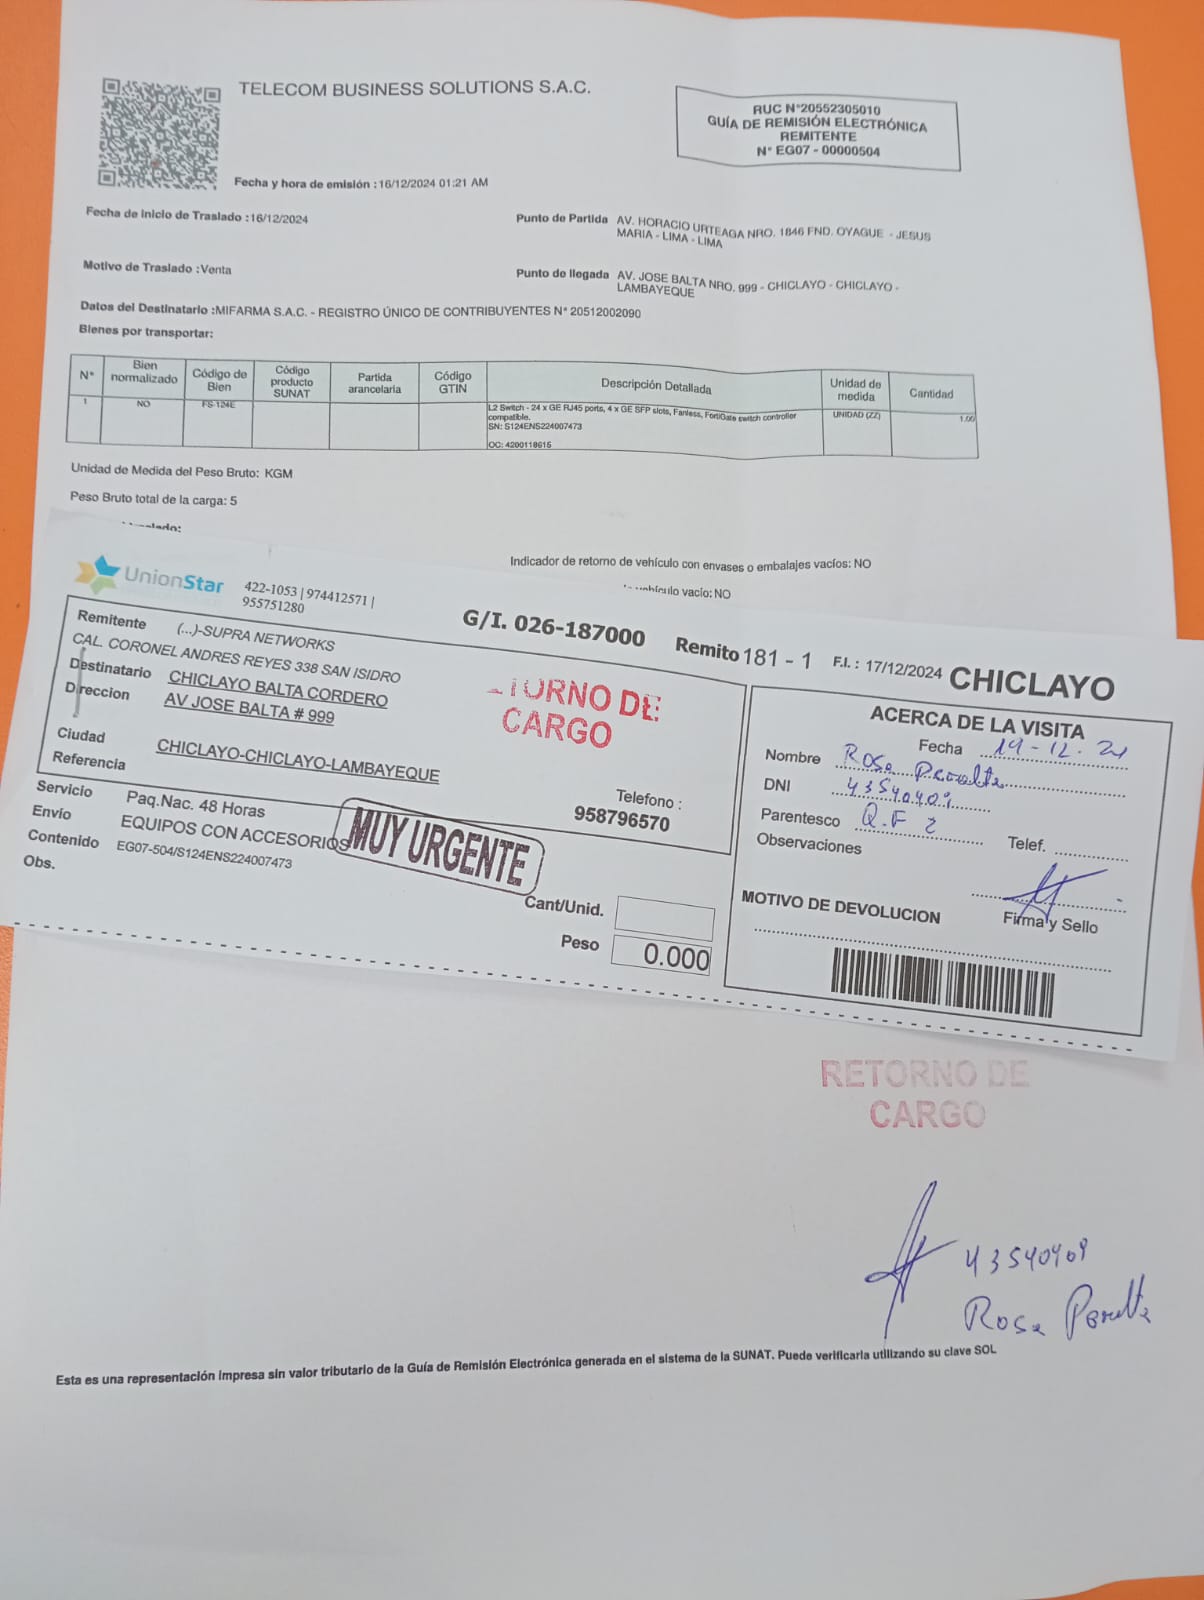 TELECOM BUSINESS SOLUTIONS S.A.C.
RUC N°20552305010
GUÍA DE REMISIÓN ELECTRÓNICA
REMITENTE
N° EG07 - 00000504
Fecha y hora de emisión : 16/12/2024 01:21 AM
Fecha de Inicio de Traslado : 16/12/2024
Punto de Partida AV. HORACIO URTEAGA NRO. 1846 FND. OYAGUE - JESUS
MARIA - LIMA - LIMA
Motivo de Traslado : Venta
Punto de llegada AV. JOSE BALTA NRO. 999 - CHICLAYO - CHICLAYO -
LAMBAYEQUE
Datos del Destinatario : MIFARMA S.A.C. - REGISTRO ÚNICO DE CONTRIBUYENTES N° 20512002090
Bienes por transportar:
N° Bien normalizado Código de Bien Código producto SUNAT Partida arancelaria Código GTIN Descripción Detallada Unidad de medida Cantidad
1 NO FS-124E L2 Switch - 24 x GE RJ45 ports, 4 x GE SFP slots, Fanless, FortiGate switch controller UNIDAD (ZZ) 1.00
compatible.
SN: S124ENS224007473
OC: 4200118615
Unidad de Medida del Peso Bruto: KGM
Peso Bruto total de la carga: 5
Indicador de retorno de vehículo con envases o embalajes vacíos: NO
vehículo vacío: NO
UnionStar
422-1053 | 974412571 |
955751280
G/I. 026-187000 Remito 181 - 1 F.I. : 17/12/2024 CHICLAYO
Remitente (...)-SUPRA NETWORKS
CAL. CORONEL ANDRES REYES 338 SAN ISIDRO
Destinatario CHICLAYO BALTA CORDERO
Direccion AV JOSE BALTA # 999
Ciudad CHICLAYO-CHICLAYO-LAMBAYEQUE
Referencia
TORNO DE
CARGO
Telefono :
958796570
Servicio Paq.Nac. 48 Horas
Envío EQUIPOS CON ACCESORIOS
Contenido EG07-504/S124ENS224007473
Obs.
MUY URGENTE
Cant/Unid.
Peso 0.000
ACERCA DE LA VISITA
Fecha 19-12.24
Nombre Rosa Peralta
DNI 43540409
Parentesco Q.F 2 Telef.
Observaciones
MOTIVO DE DEVOLUCION
Firma y Sello
RETORNO DE
CARGO
43540409
Rosa Peralta
Esta es una representación impresa sin valor tributario de la Guía de Remisión Electrónica generada en el sistema de la SUNAT. Puede verificarla utilizando su clave SOL